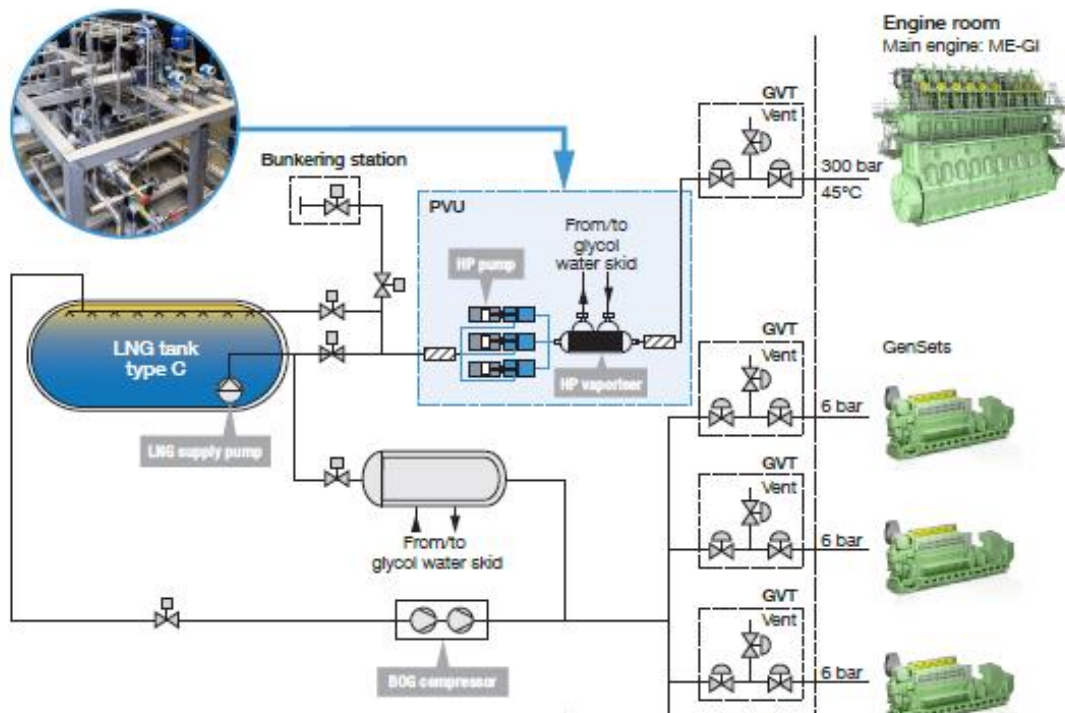 Engine room
Main engine: ME-GI
GVT
Vent
300 bar
45°C
Bunkering station
PVU
From/to
glycol
water skid
HP pump
HP vaporiser
LNG tank
type C
LNG supply pump
GVT
Vent
6 bar
GenSets
GVT
Vent
6 bar
From/to
glycol water skid
GVT
Vent
6 bar
BOG compressor